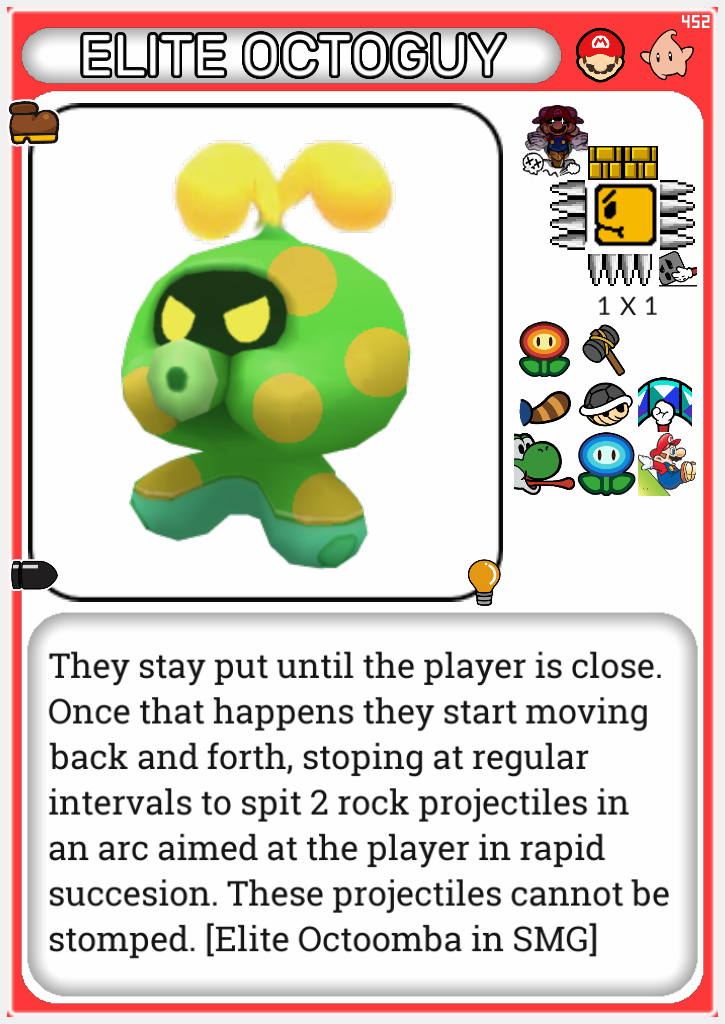 452
ELITE OCTOGUY
M
1 X 1
They stay put until the player is close.
Once that happens they start moving
back and forth, stoping at regular
intervals to spit 2 rock projectiles in
an arc aimed at the player in rapid
succesion. These projectiles cannot be
stomped. [Elite Octoomba in SMG]